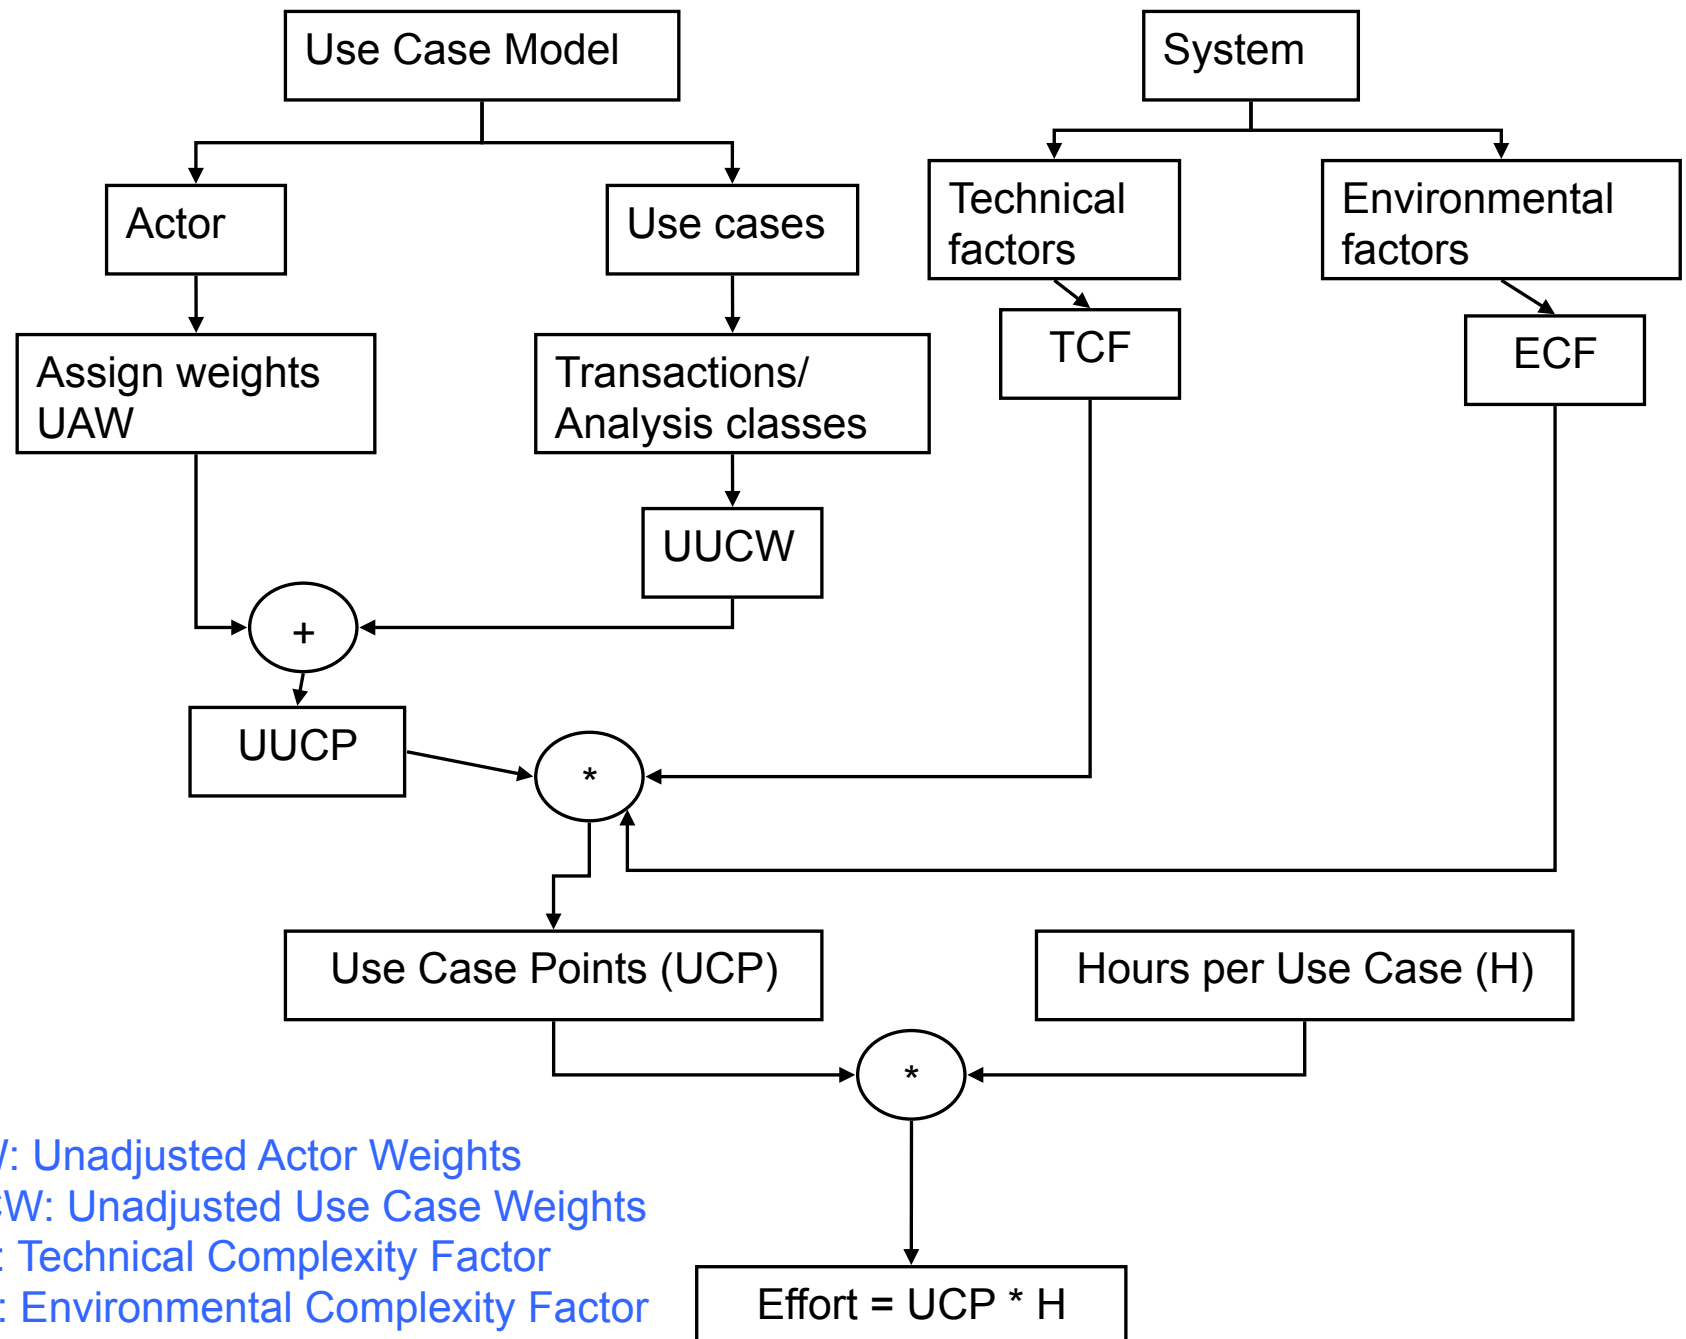 Use Case Model
System
Actor
Use cases
Technical
factors
Environmental
factors
Assign weights
UAW
Transactions/
Analysis classes
TCF
ECF
UUCW
+
UUCP
*
Use Case Points (UCP)
Hours per Use Case (H)
*
: Unadjusted Actor Weights
: Unadjusted Use Case Weights
: Technical Complexity Factor
: Environmental Complexity Factor
Effort = UCP * H